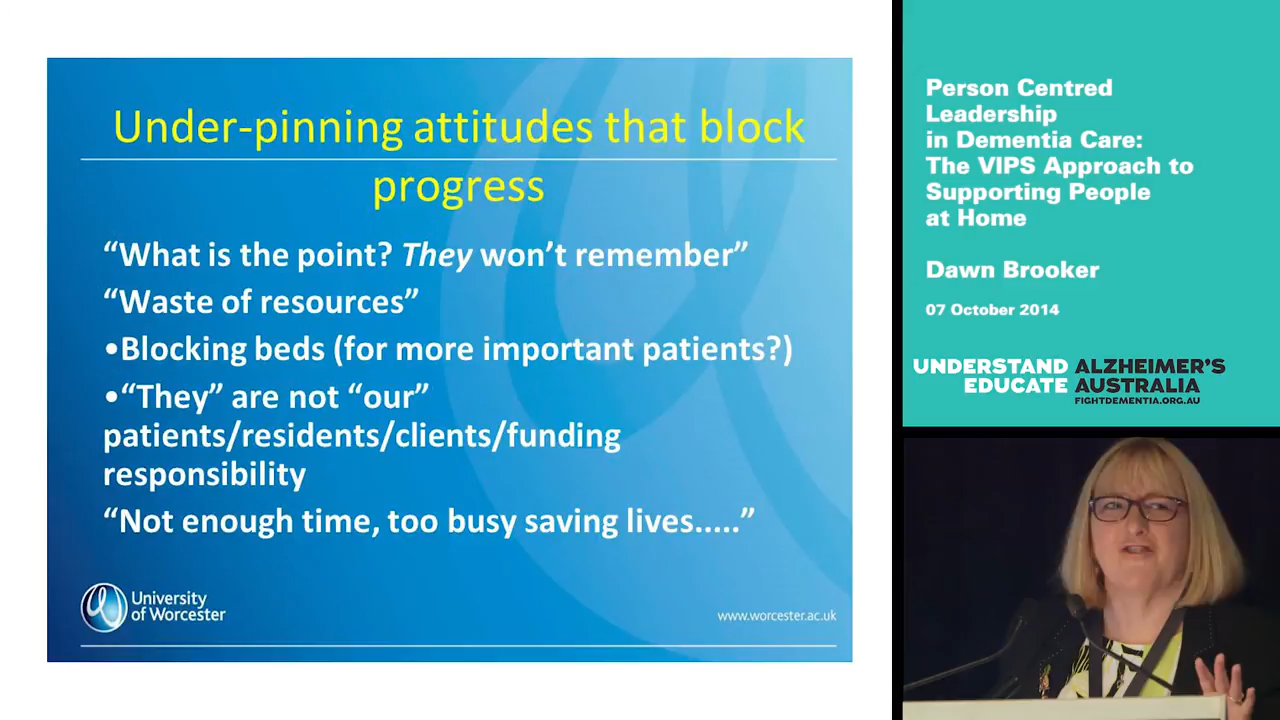 Under-pinning attitudes that block
progress
“What is the point? They won’t remember”
“Waste of resources”
•Blocking beds (for more important patients?)
•“They” are not “our”
patients/residents/clients/funding
responsibility
“Not enough time, too busy saving lives.....”
University
of Worcester
www.worcester.ac.uk
Person Centred
Leadership
in Dementia Care:
The VIPS Approach to
Supporting People
at Home
Dawn Brooker
07 October 2014
UNDERSTAND
EDUCATE
ALZHEIMER’S
AUSTRALIA
FIGHTDEMENTIA.ORG.AU